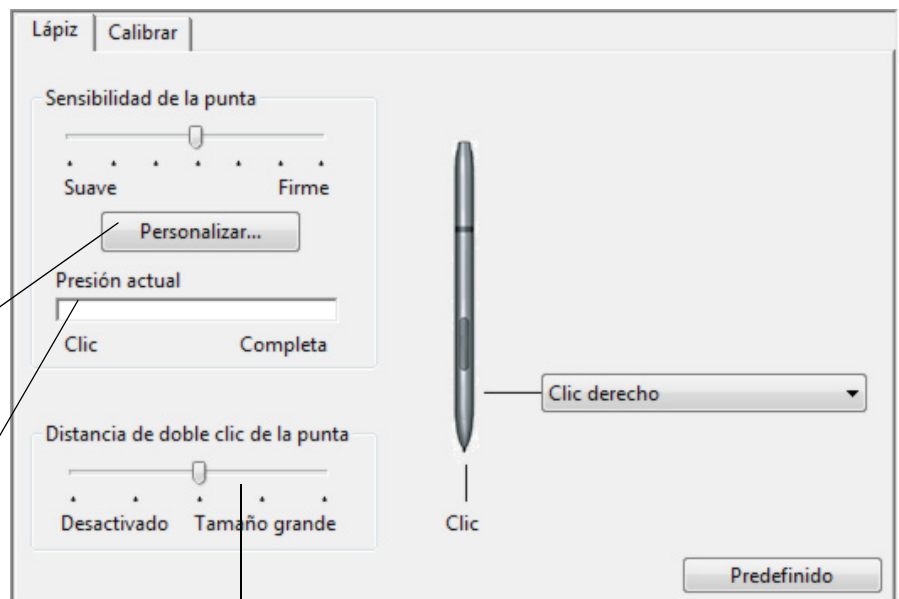 Lápiz
Calibrar
Sensibilidad de la punta
Suave
Firme
Personalizar...
Presión actual
Clic
Completa
Clic derecho
Distancia de doble clic de la punta
Desactivado
Tamaño grande
Clic
Predefinido